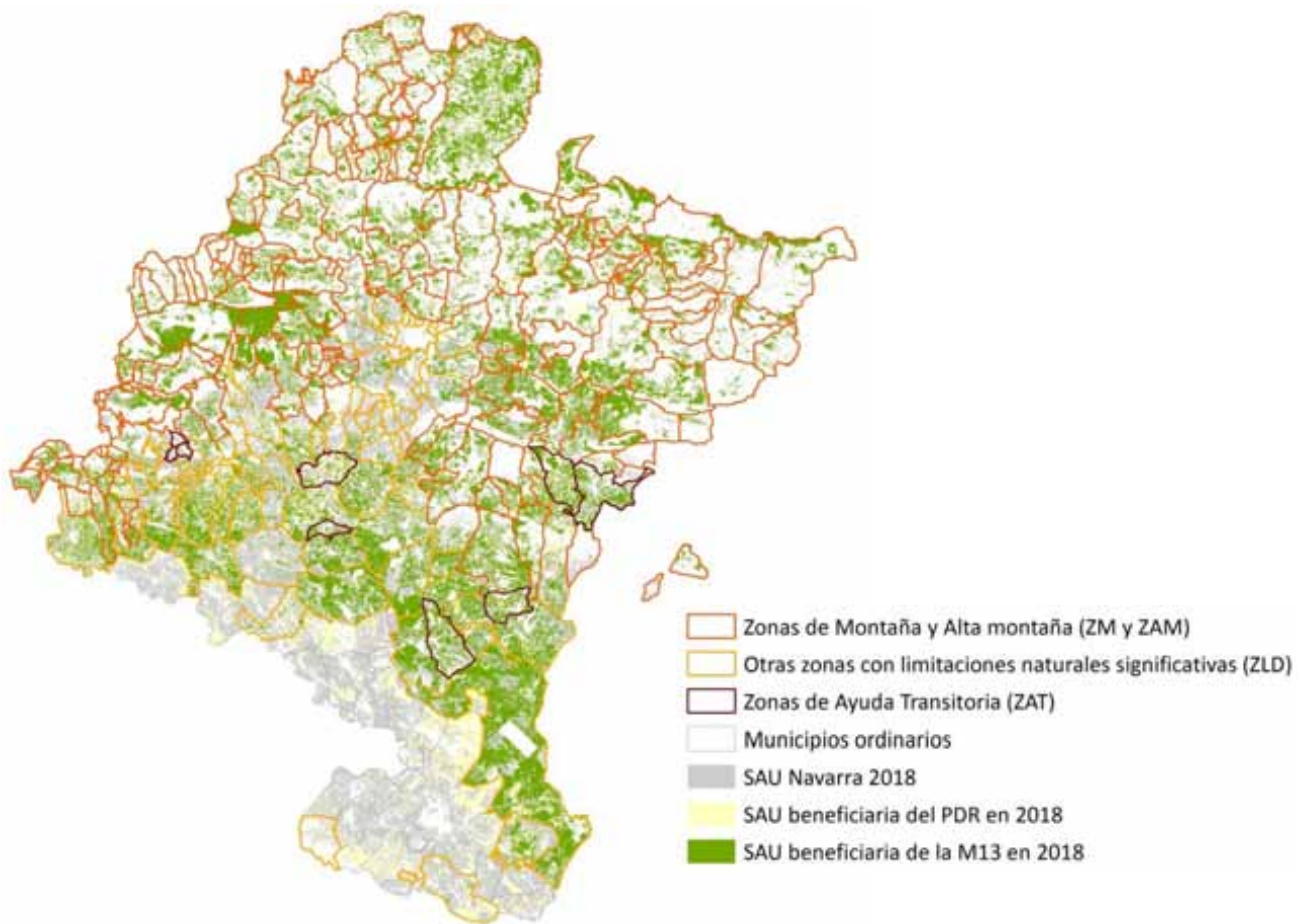 Zonas de Montaña y Alta montaña (ZM y ZAM)
Otras zonas con limitaciones naturales significativas (ZLD)
Zonas de Ayuda Transitoria (ZAT)
Municipios ordinarios
SAU Navarra 2018
SAU beneficiaria del PDR en 2018
SAU beneficiaria de la M13 en 2018